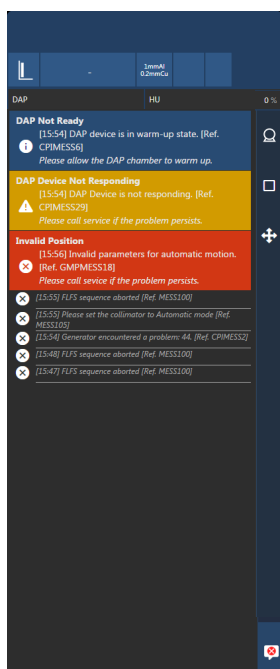 -
1mmAl
0.2mmCu
DAP HU 0 %
DAP Not Ready
[15:54] DAP device is in warm-up state. [Ref.
CPIMESS6]
Please allow the DAP chamber to warm up.
DAP Device Not Responding
[15:54] DAP Device is not responding. [Ref.
CPIMESS29]
Please call service if the problem persists.
Invalid Position
[15:56] Invalid parameters for automatic motion.
[Ref. GMPMESS18]
Please call sevice if the problem persists.
[15:55] FLFS sequence aborted [Ref. MESS100]
[15:55] Please set the collimator to Automatic mode [Ref.
MESS105]
[15:54] Generator encountered a problem: 44. [Ref. CPIMESS2]
[15:48] FLFS sequence aborted [Ref. MESS100]
[15:47] FLFS sequence aborted [Ref. MESS100]